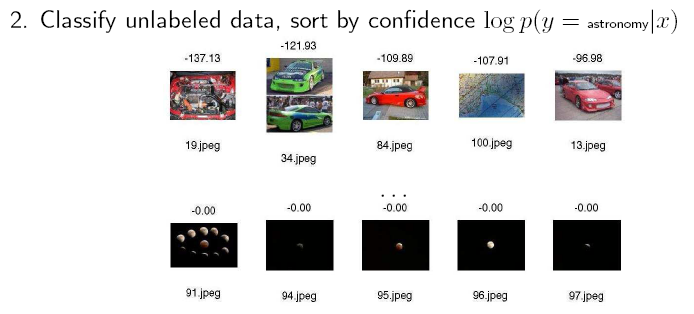 2. Classify unlabeled data, sort by confidence log p(y = astronomy|x)
-137.13 -121.93 -109.89 -107.91 -96.98
19.jpeg 34.jpeg 84.jpeg 100.jpeg 13.jpeg
...
-0.00 -0.00 -0.00 -0.00 -0.00
91.jpeg 94.jpeg 95.jpeg 96.jpeg 97.jpeg